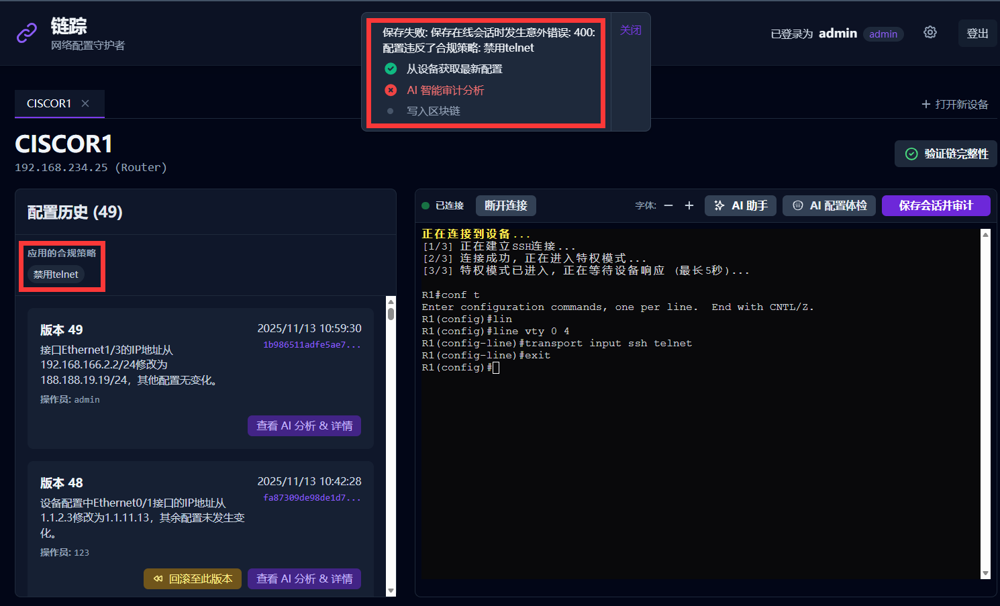 链踪
网络配置守护者
保存失败: 保存在线会话时发生意外错误: 400:
配置违反了合规策略: 禁用telnet
从设备获取最新配置
AI 智能审计分析
写入区块链
关闭
已登录为 admin admin
登出
CISCOR1
打开新设备
CISCOR1
192.168.234.25 (Router)
验证链完整性
配置历史 (49)
应用的合规策略
禁用telnet
版本 49
2025/11/13 10:59:30
1b986511adfe5ae7...
接口Ethernet1/3的IP地址从
192.168.166.2.2/24修改为
188.188.19.19/24，其他配置无变化。
操作员: admin
查看 AI 分析 & 详情
版本 48
2025/11/13 10:42:28
fa87309de98de1d7...
设备配置中Ethernet0/1接口的IP地址从
1.1.2.3修改为1.1.11.13，其余配置未发生变
化。
操作员: 123
回滚至此版本
查看 AI 分析 & 详情
已连接
断开连接
字体:
AI 助手
AI 配置体检
保存会话并审计
正在连接到设备...
[1/3] 正在建立SSH连接...
[2/3] 连接成功, 正在进入特权模式...
[3/3] 特权模式已进入, 正在等待设备响应 (最长5秒)...
R1#conf t
Enter configuration commands, one per line.  End with CNTL/Z.
R1(config)#lin
R1(config)#line vty 0 4
R1(config-line)#transport input ssh telnet
R1(config-line)#exit
R1(config)#